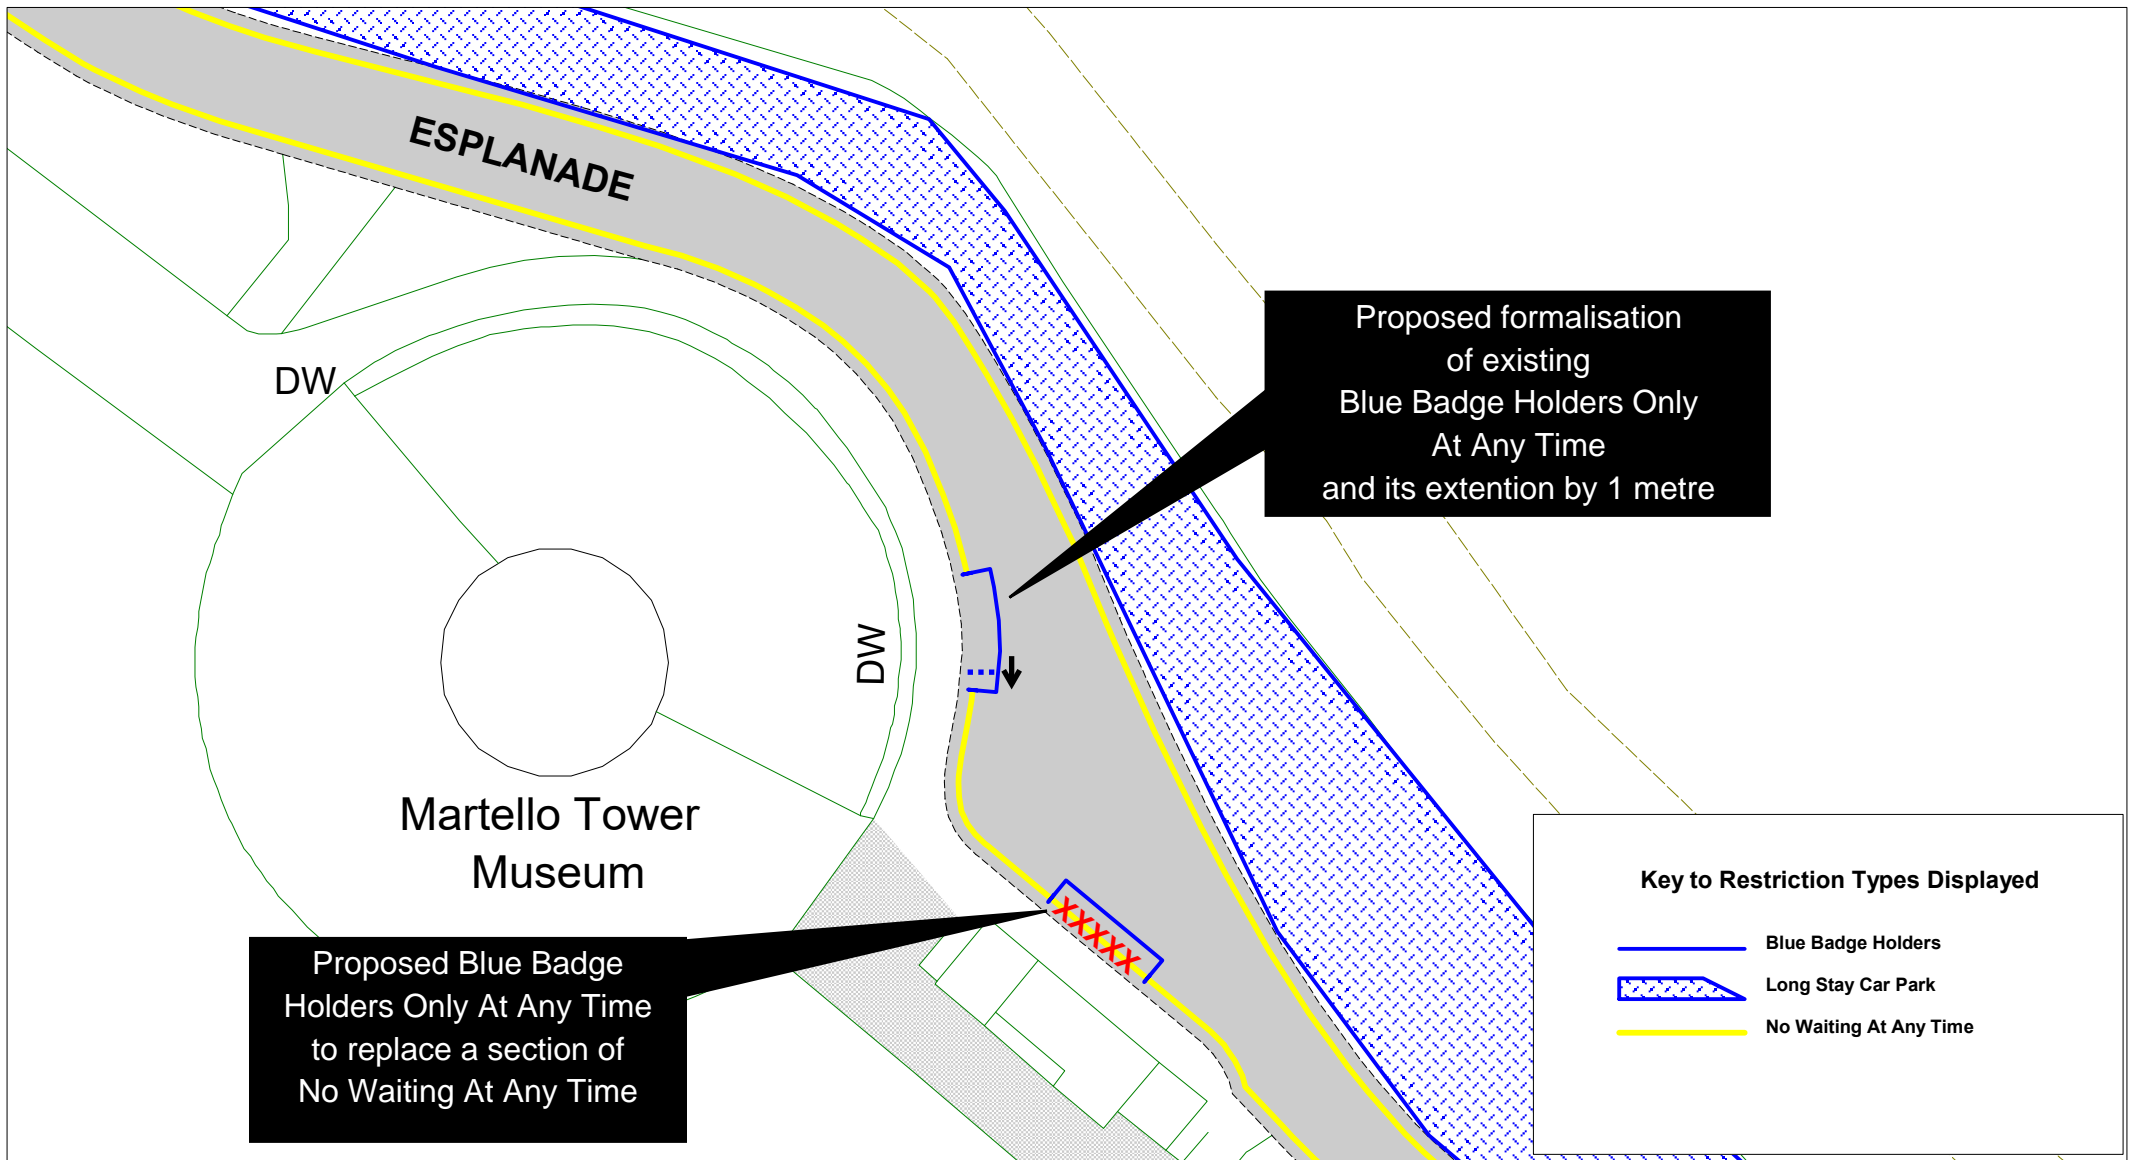 ESPLANADE
Proposed formalisation
of existing
Blue Badge Holders Only
At Any Time
and its extention by 1 metre
DW
DW
Martello Tower
Museum
XXXXX
Proposed Blue Badge
Holders Only At Any Time
to replace a section of
No Waiting At Any Time
Key to Restriction Types Displayed
Blue Badge Holders
Long Stay Car Park
No Waiting At Any Time